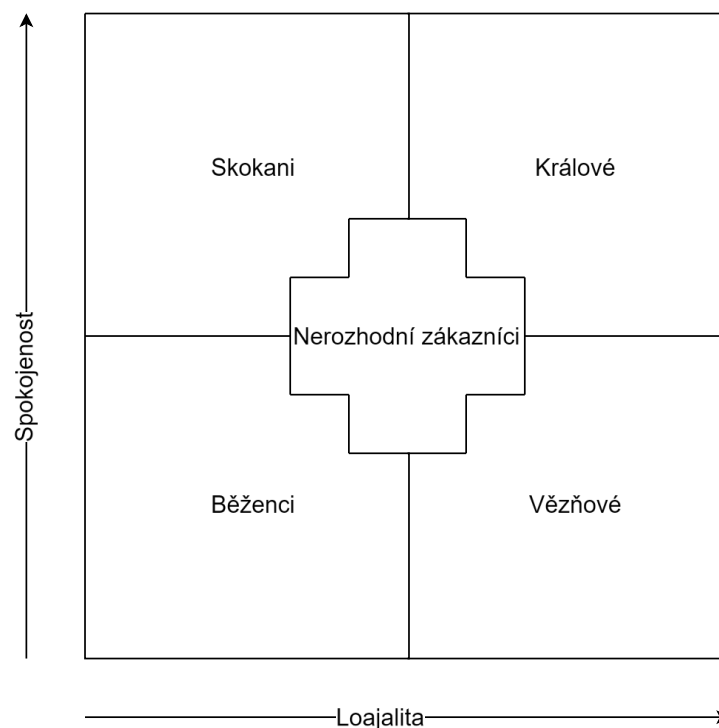 Skokani
Králové
Spokojenost
Nerozhodní zákazníci
Běženci
Vězňové
Loajalita